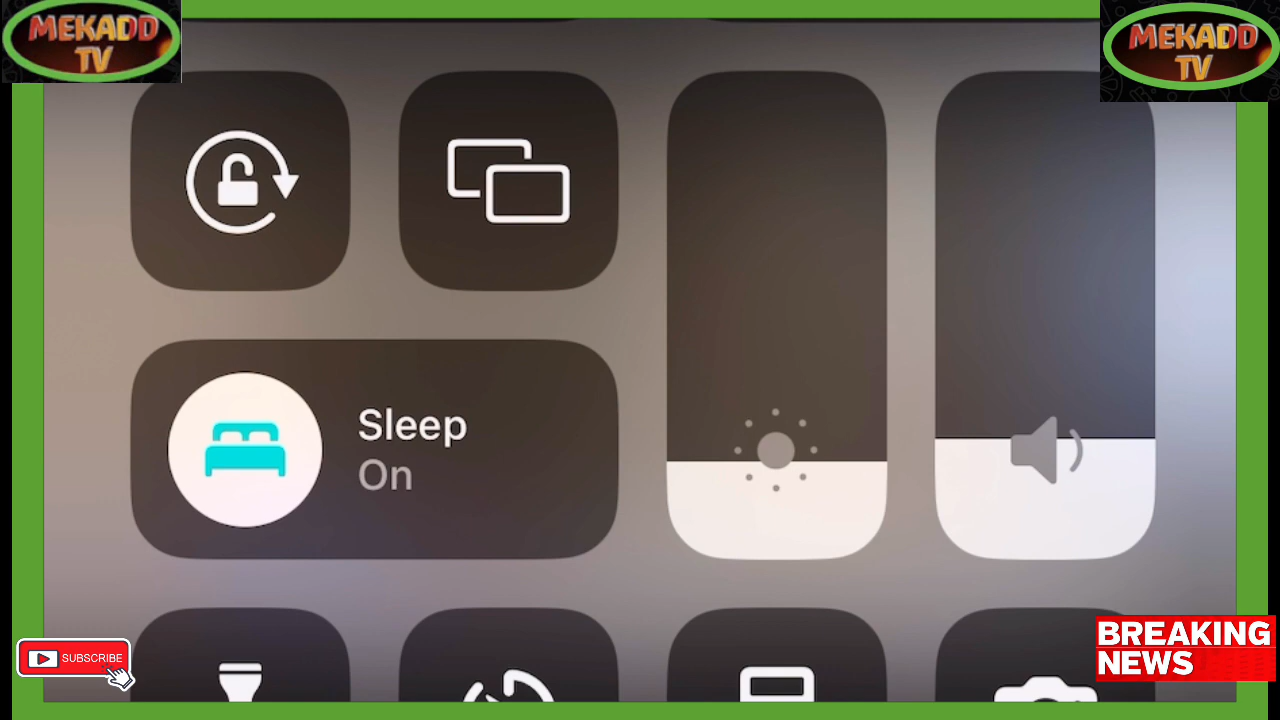 MEKADD
TV
MEKADD
TV
Sleep
On
SUBSCRIBE
BREAKING
NEWS